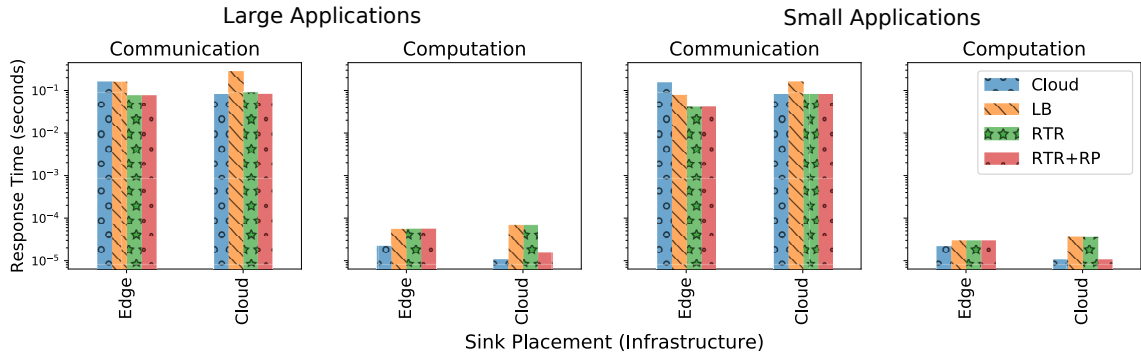 Large Applications
Small Applications
Communication
Computation
Communication
Computation
Response Time (seconds)
10⁻¹
10⁻²
10⁻³
10⁻⁴
10⁻⁵
Cloud
LB
RTR
RTR+RP
Edge
Cloud
Edge
Cloud
Edge
Cloud
Edge
Cloud
Sink Placement (Infrastructure)